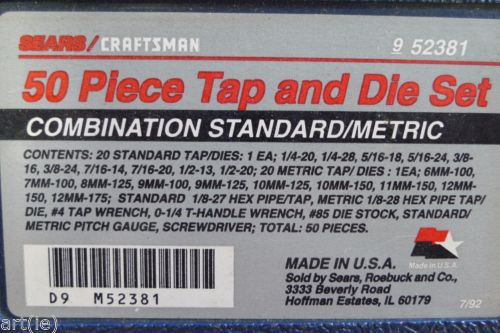 SEARS/CRAFTSMAN
9 52381
50 Piece Tap and Die Set
COMBINATION STANDARD/METRIC
CONTENTS: 20 STANDARD TAP/DIES: 1 EA; 1/4-20, 1/4-28, 5/16-18, 5/16-24, 3/8-
16, 3/8-24, 7/16-14, 7/16-20, 1/2-13, 1/2-20; 20 METRIC TAP/DIES : 1EA; 6MM-100,
7MM-100, 8MM-125, 9MM-100, 9MM-125, 10MM-125, 10MM-150, 11MM-150, 12MM-
150, 12MM-175; STANDARD 1/8-27 HEX PIPE/TAP, METRIC 1/8-28 HEX PIPE TAP/
DIE, #4 TAP WRENCH, 0-1/4 T-HANDLE WRENCH, #85 DIE STOCK, STANDARD/
METRIC PITCH GAUGE, SCREWDRIVER; TOTAL: 50 PIECES.
D9 M52381
MADE IN U.S.A.
Sold by Sears, Roebuck and Co.,
3333 Beverly Road
Hoffman Estates, IL 60179
Made in U.S.A.
7/92
art(ie)
art(ie)